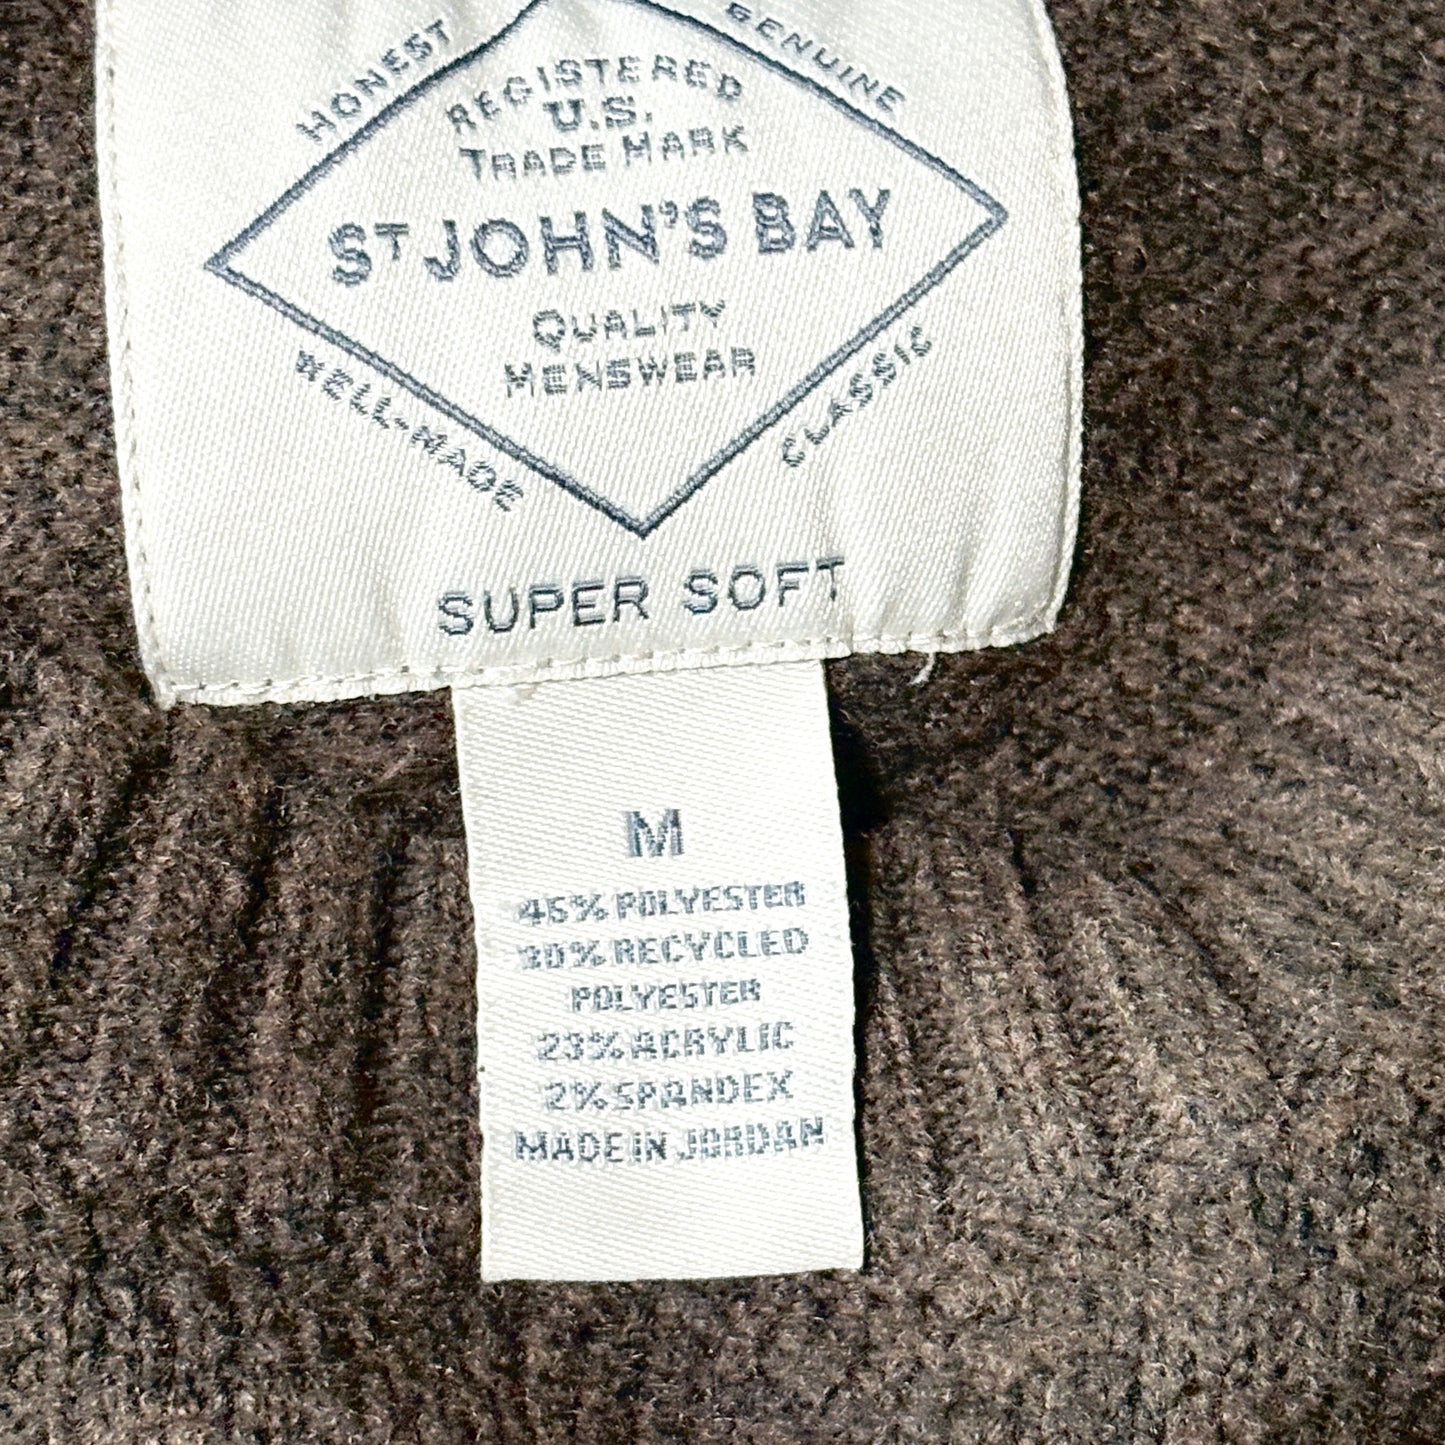 HONEST
GENUINE
REGISTERED
U.S.
TRADE MARK
ST JOHN'S BAY
QUALITY
MENSWEAR
WELL-MADE
CLASSIC
SUPER SOFT
M
45% POLYESTER
30% RECYCLED
POLYESTER
23% ACRYLIC
2% SPANDEX
MADE IN JORDAN